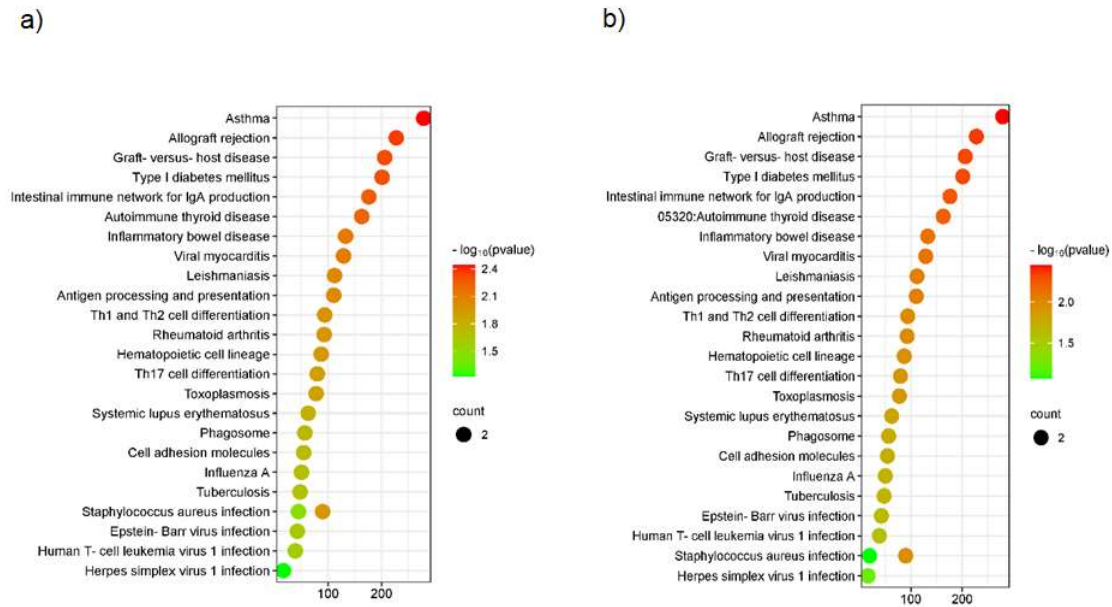 a)
Asthma
Allograft rejection
Graft- versus- host disease
Type I diabetes mellitus
Intestinal immune network for IgA production
Autoimmune thyroid disease
Inflammatory bowel disease
Viral myocarditis
Leishmaniasis
Antigen processing and presentation
Th1 and Th2 cell differentiation
Rheumatoid arthritis
Hematopoietic cell lineage
Th17 cell differentiation
Toxoplasmosis
Systemic lupus erythematosus
Phagosome
Cell adhesion molecules
Influenza A
Tuberculosis
Staphylococcus aureus infection
Epstein- Barr virus infection
Human T- cell leukemia virus 1 infection
Herpes simplex virus 1 infection
100 200
- log₁₀(pvalue)
2.4
2.1
1.8
1.5
count
2
b)
Asthma
Allograft rejection
Graft- versus- host disease
Type I diabetes mellitus
Intestinal immune network for IgA production
05320:Autoimmune thyroid disease
Inflammatory bowel disease
Viral myocarditis
Leishmaniasis
Antigen processing and presentation
Th1 and Th2 cell differentiation
Rheumatoid arthritis
Hematopoietic cell lineage
Th17 cell differentiation
Toxoplasmosis
Systemic lupus erythematosus
Phagosome
Cell adhesion molecules
Influenza A
Tuberculosis
Epstein- Barr virus infection
Human T- cell leukemia virus 1 infection
Staphylococcus aureus infection
Herpes simplex virus 1 infection
100 200
- log₁₀(pvalue)
2.0
1.5
count
2